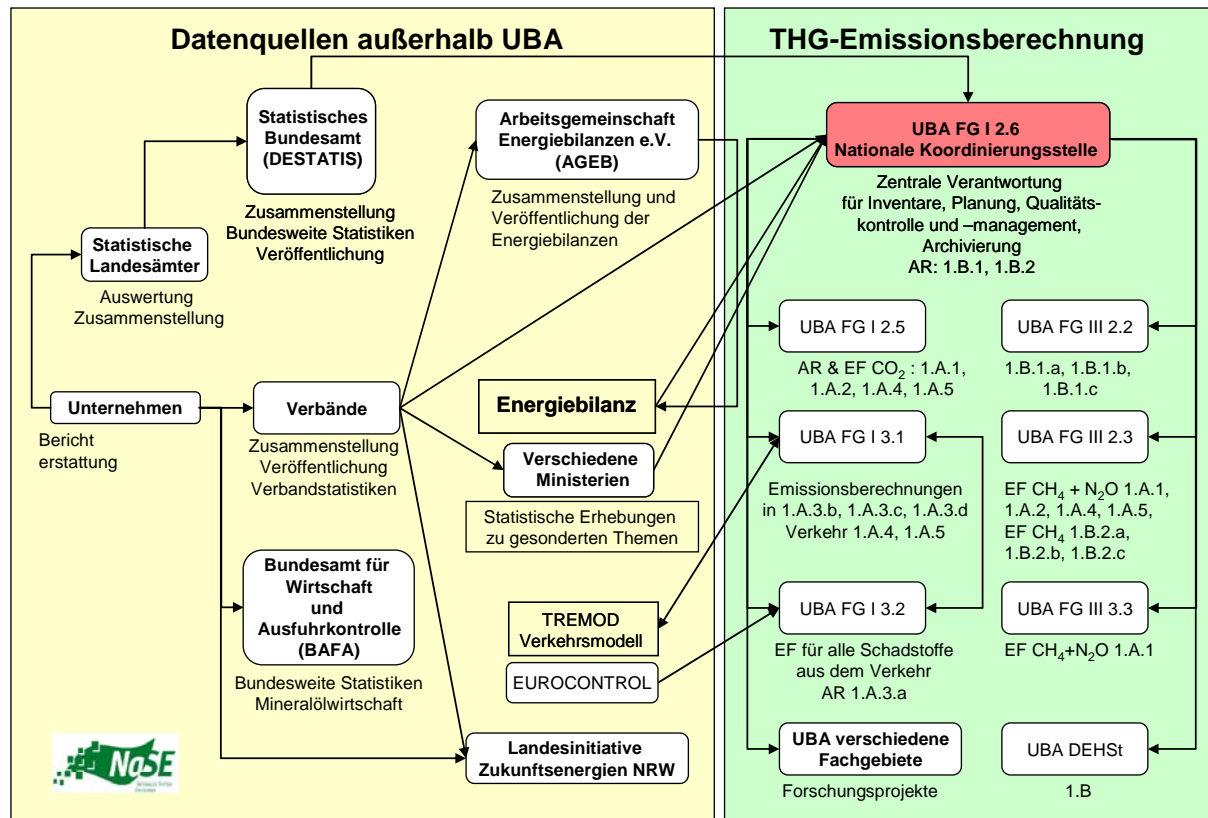 Datenquellen außerhalb UBA
Statistisches
Bundesamt
(DESTATIS)
Zusammenstellung
Bundesweite Statistiken
Veröffentlichung
Statistische
Landesämter
Auswertung
Zusammenstellung
Unternehmen
Bericht
erstattung
Verbände
Zusammenstellung
Veröffentlichung
Verbandstatistiken
Bundesamt für
Wirtschaft
und
Ausfuhrkontrolle
(BAFA)
Bundesweite Statistiken
Mineralölwirtschaft
Arbeitsgemeinschaft
Energiebilanzen e.V.
(AGEB)
Zusammenstellung und
Veröffentlichung der
Energiebilanzen
Energiebilanz
Verschiedene
Ministerien
Statistische Erhebungen
zu gesonderten Themen
TREMOD
Verkehrsmodell
EUROCONTROL
Landesinitiative
Zukunftsenergien NRW
NaSE
THG-Emissionsberechnung
UBA FG I 2.6
Nationale Koordinierungsstelle
Zentrale Verantwortung
für Inventare, Planung, Qualitäts-
kontrolle und –management,
Archivierung
AR: 1.B.1, 1.B.2
UBA FG I 2.5
AR & EF CO₂ : 1.A.1,
1.A.2, 1.A.4, 1.A.5
UBA FG I 3.1
Emissionsberechnungen
in 1.A.3.b, 1.A.3.c, 1.A.3.d
Verkehr 1.A.4, 1.A.5
UBA FG I 3.2
EF für alle Schadstoffe
aus dem Verkehr
AR 1.A.3.a
UBA verschiedene
Fachgebiete
Forschungsprojekte
UBA FG III 2.2
1.B.1.a, 1.B.1.b,
1.B.1.c
UBA FG III 2.3
EF CH₄ + N₂O 1.A.1,
1.A.2, 1.A.4, 1.A.5,
EF CH₄ 1.B.2.a,
1.B.2.b, 1.B.2.c
UBA FG III 3.3
EF CH₄+N₂O 1.A.1
UBA DEHSt
1.B